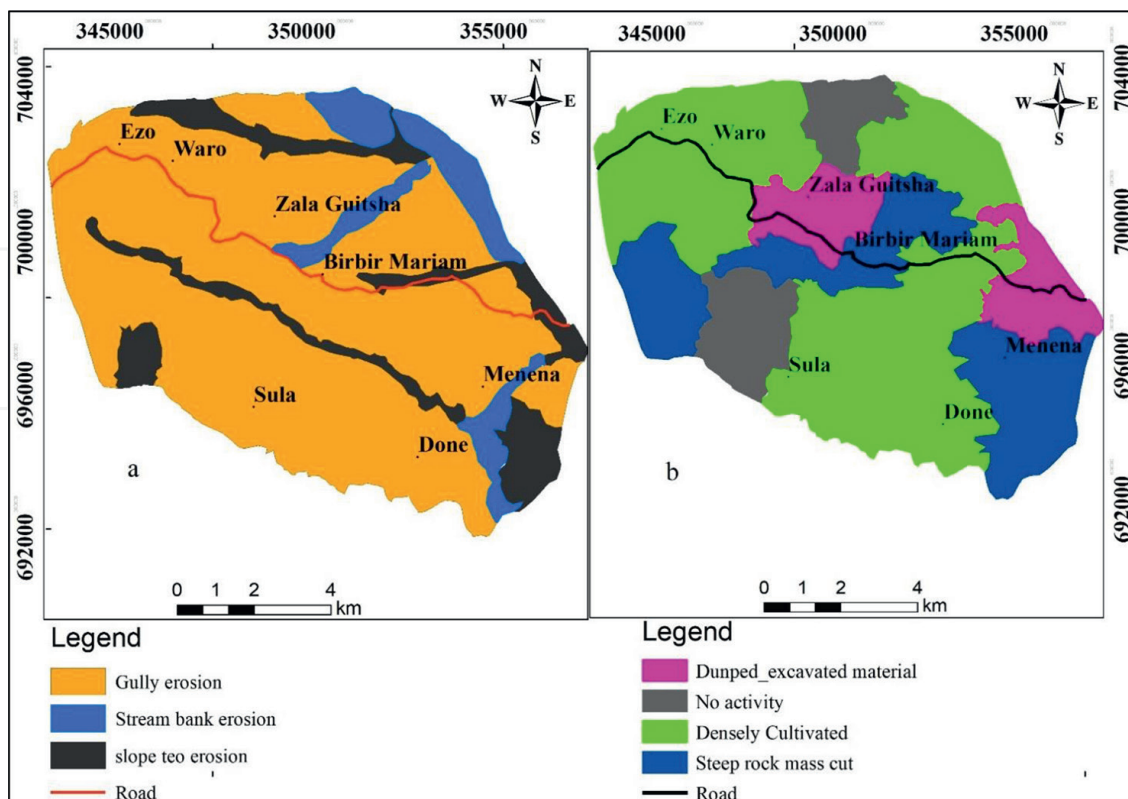 345000 350000 355000
345000 350000 355000
704000
700000
696000
692000
N
W E
S
Ezo
Waro
Zala Guitsha
Birbir Mariam
Menena
Sula
Done
a
0 1 2 4
km
Legend
Gully erosion
Stream bank erosion
slope teo erosion
Road
N
W E
S
Ezo
Waro
Zala Guitsha
Birbir Mariam
Menena
Sula
Done
b
704000
700000
696000
692000
0 1 2 4
km
Legend
Dunped_excavated material
No activity
Densely Cultivated
Steep rock mass cut
Road